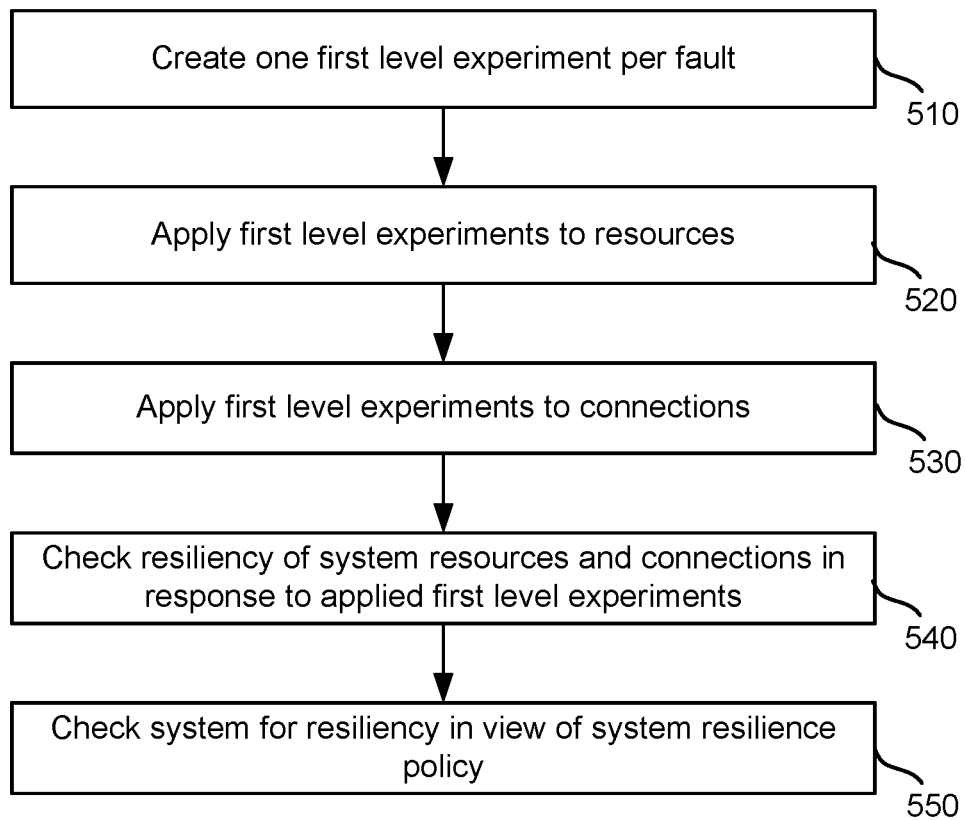 Create one first level experiment per fault
510
Apply first level experiments to resources
520
Apply first level experiments to connections
530
Check resiliency of system resources and connections in
response to applied first level experiments
540
Check system for resiliency in view of system resilience
policy
550